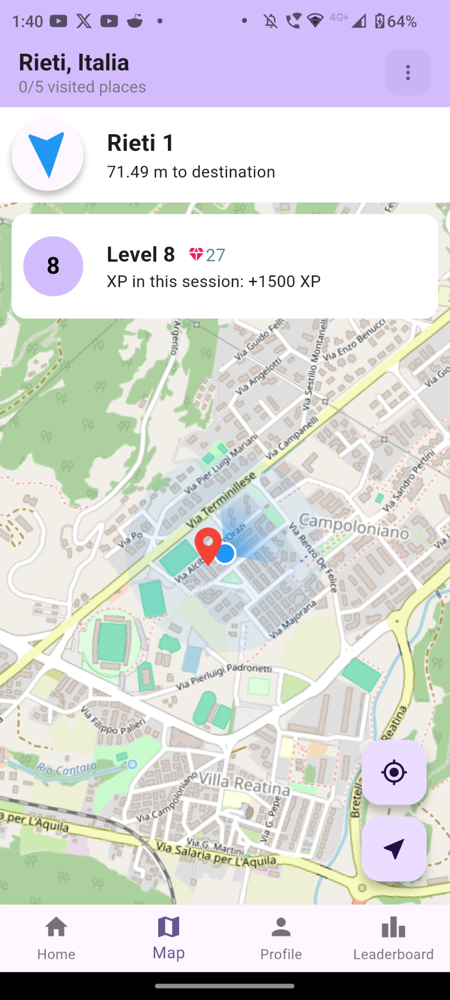 1:40
4G+
64%
Rieti, Italia
0/5 visited places
Rieti 1
71.49 m to destination
8
Level 8 27
XP in this session: +1500 XP
Argento
Via Guido Felli
Via Sestilio Montanelli
Via Enzo Benucci
Via Angelotti
Via Gio
Via Campanelli
Via Pier Luigi Mariani
Via Sandro Pertini
Via Terminillese
Campoloniano
Via Po
Orazi
Via Alcib
Via Renzo De Felice
Via Majorana
Via Pierluigi Padronetti
Via Filippo Palieri
Reatina
Rio Cantaro
Villa Reatina
Via Campoloniano
Via G. Pepe
Bretella
a per L'Aquila
Via G. Martini
Via Salaria per L'Aquila
Home
Map
Profile
Leaderboard